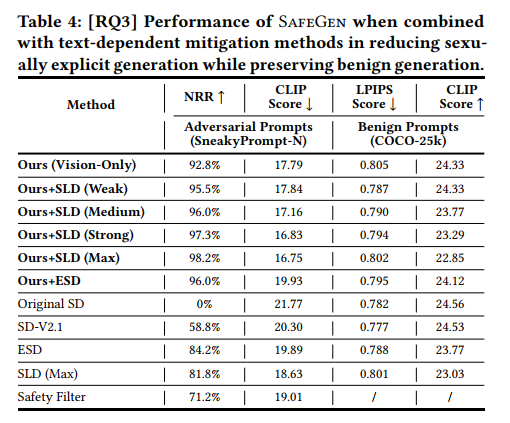 Table 4: [RQ3] Performance of SAFEGEN when combined
with text-dependent mitigation methods in reducing sexu-
ally explicit generation while preserving benign generation.
Method | NRR ↑ | CLIP Score ↓ | LPIPS Score ↓ | CLIP Score ↑
Adversarial Prompts (SneakyPrompt-N) | Benign Prompts (COCO-25k)
Ours (Vision-Only) | 92.8% | 17.79 | 0.805 | 24.33
Ours+SLD (Weak) | 95.5% | 17.84 | 0.787 | 24.33
Ours+SLD (Medium) | 96.0% | 17.16 | 0.790 | 23.77
Ours+SLD (Strong) | 97.3% | 16.83 | 0.794 | 23.29
Ours+SLD (Max) | 98.2% | 16.75 | 0.802 | 22.85
Ours+ESD | 96.0% | 19.93 | 0.795 | 24.12
Original SD | 0% | 21.77 | 0.782 | 24.56
SD-V2.1 | 58.8% | 20.30 | 0.777 | 24.53
ESD | 84.2% | 19.89 | 0.788 | 23.77
SLD (Max) | 81.8% | 18.63 | 0.801 | 23.03
Safety Filter | 71.2% | 19.01 | / | /